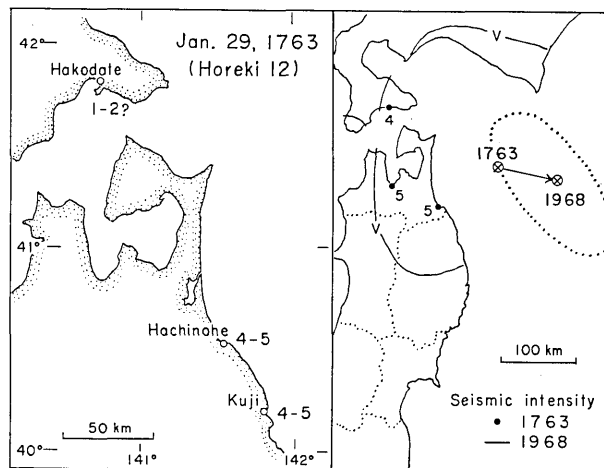 42°
Jan. 29, 1763
(Horeki 12)
Hakodate
1-2?
41°
Hachinohe
4-5
Kuji
4-5
50 km
40°
141°
142°
V
4
1763
1968
5
5
V
100 km
Seismic intensity
● 1763
— 1968